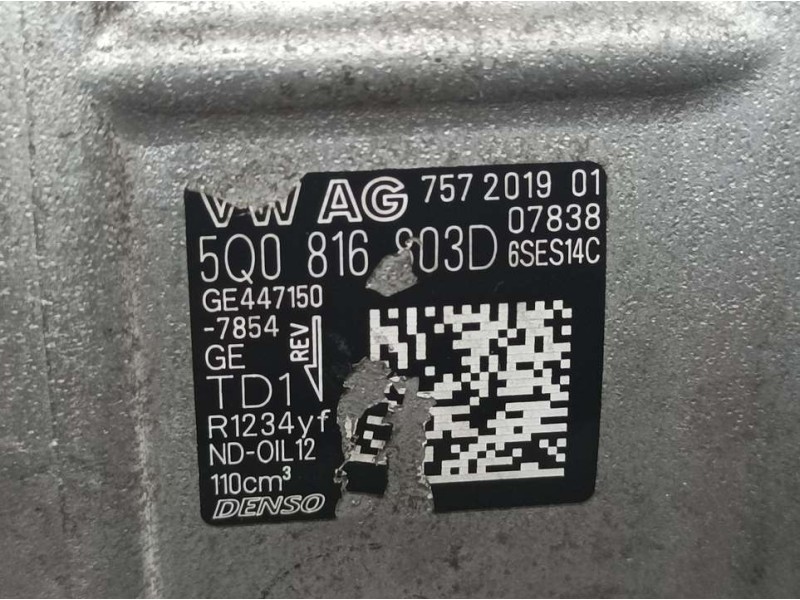 VW AG 757 2019 01
07838
5Q0 816 803D 6SES14C
GE447150
-7854
REV
GE
TD1
R1234yf
ND-OIL12
110cm³
DENSO